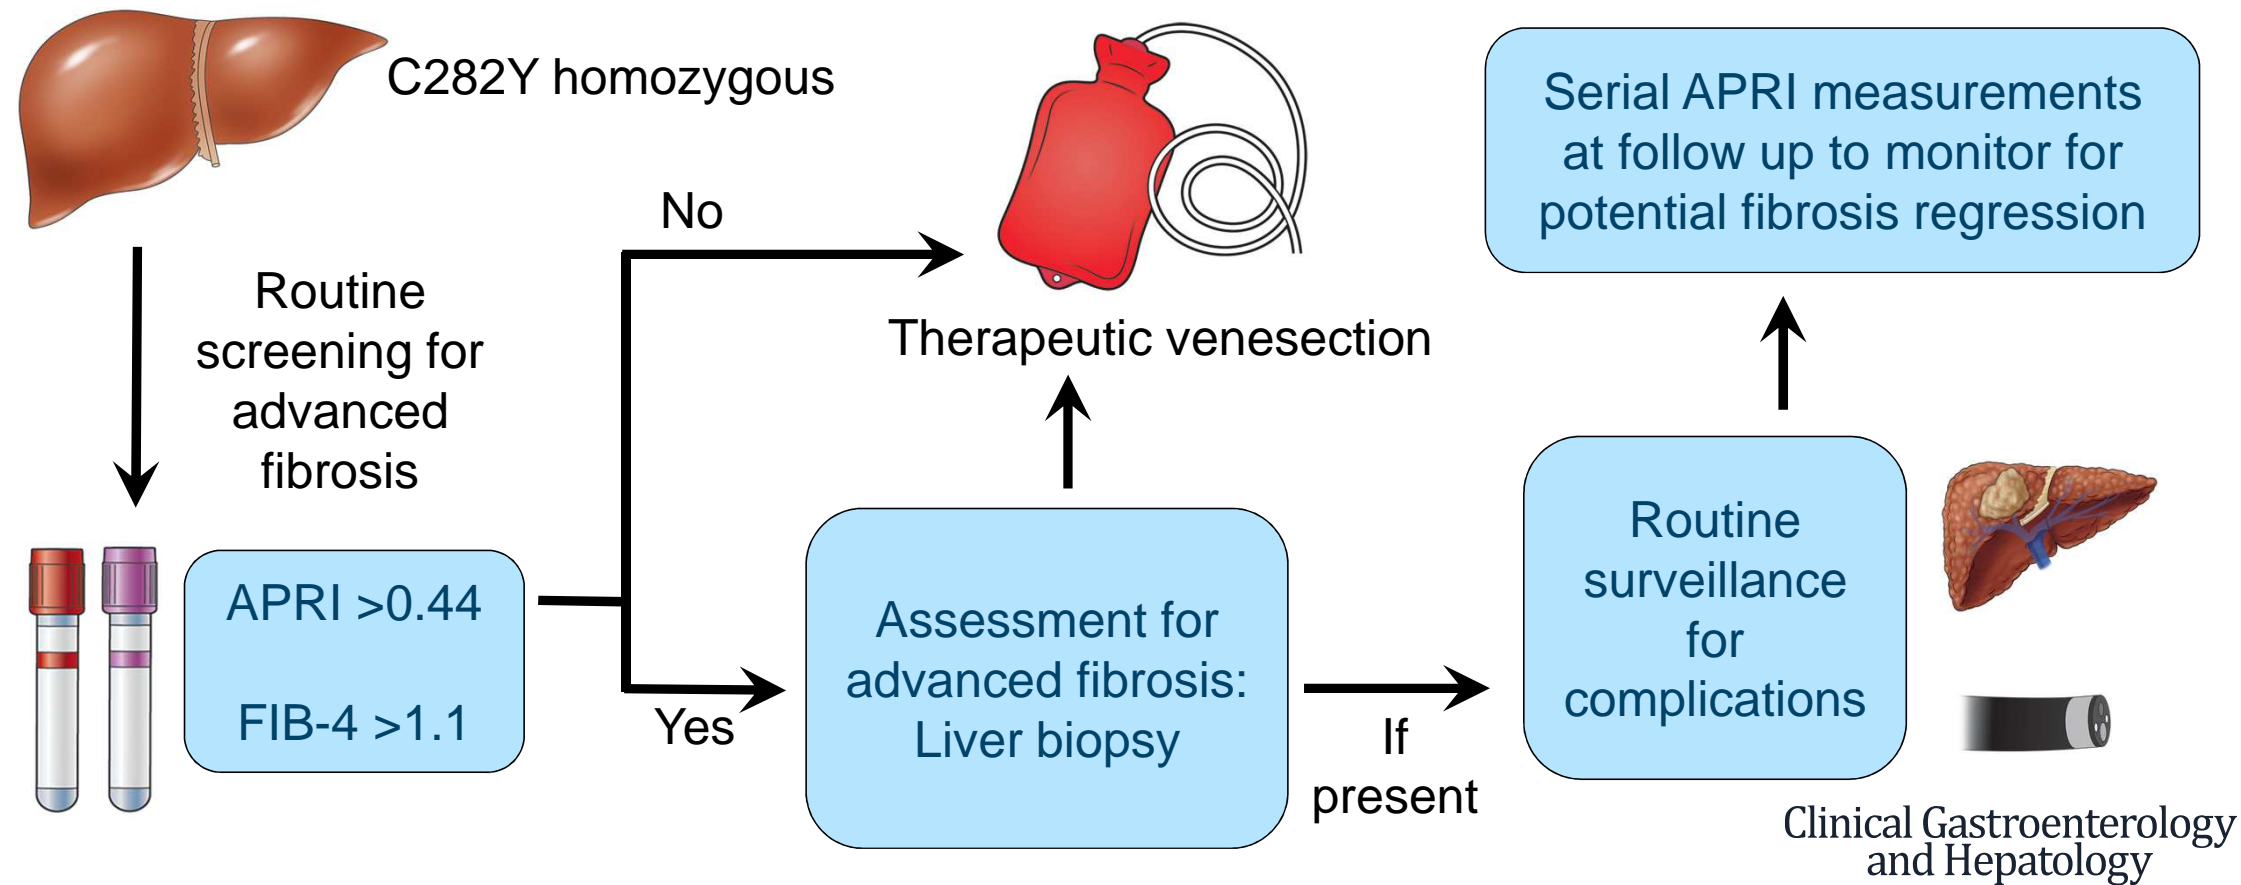 C282Y homozygous
Routine
screening for
advanced
fibrosis
APRI >0.44
FIB-4 >1.1
No
Yes
Therapeutic venesection
Assessment for
advanced fibrosis:
Liver biopsy
If
present
Routine
surveillance
for
complications
Serial APRI measurements
at follow up to monitor for
potential fibrosis regression
Clinical Gastroenterology
and Hepatology